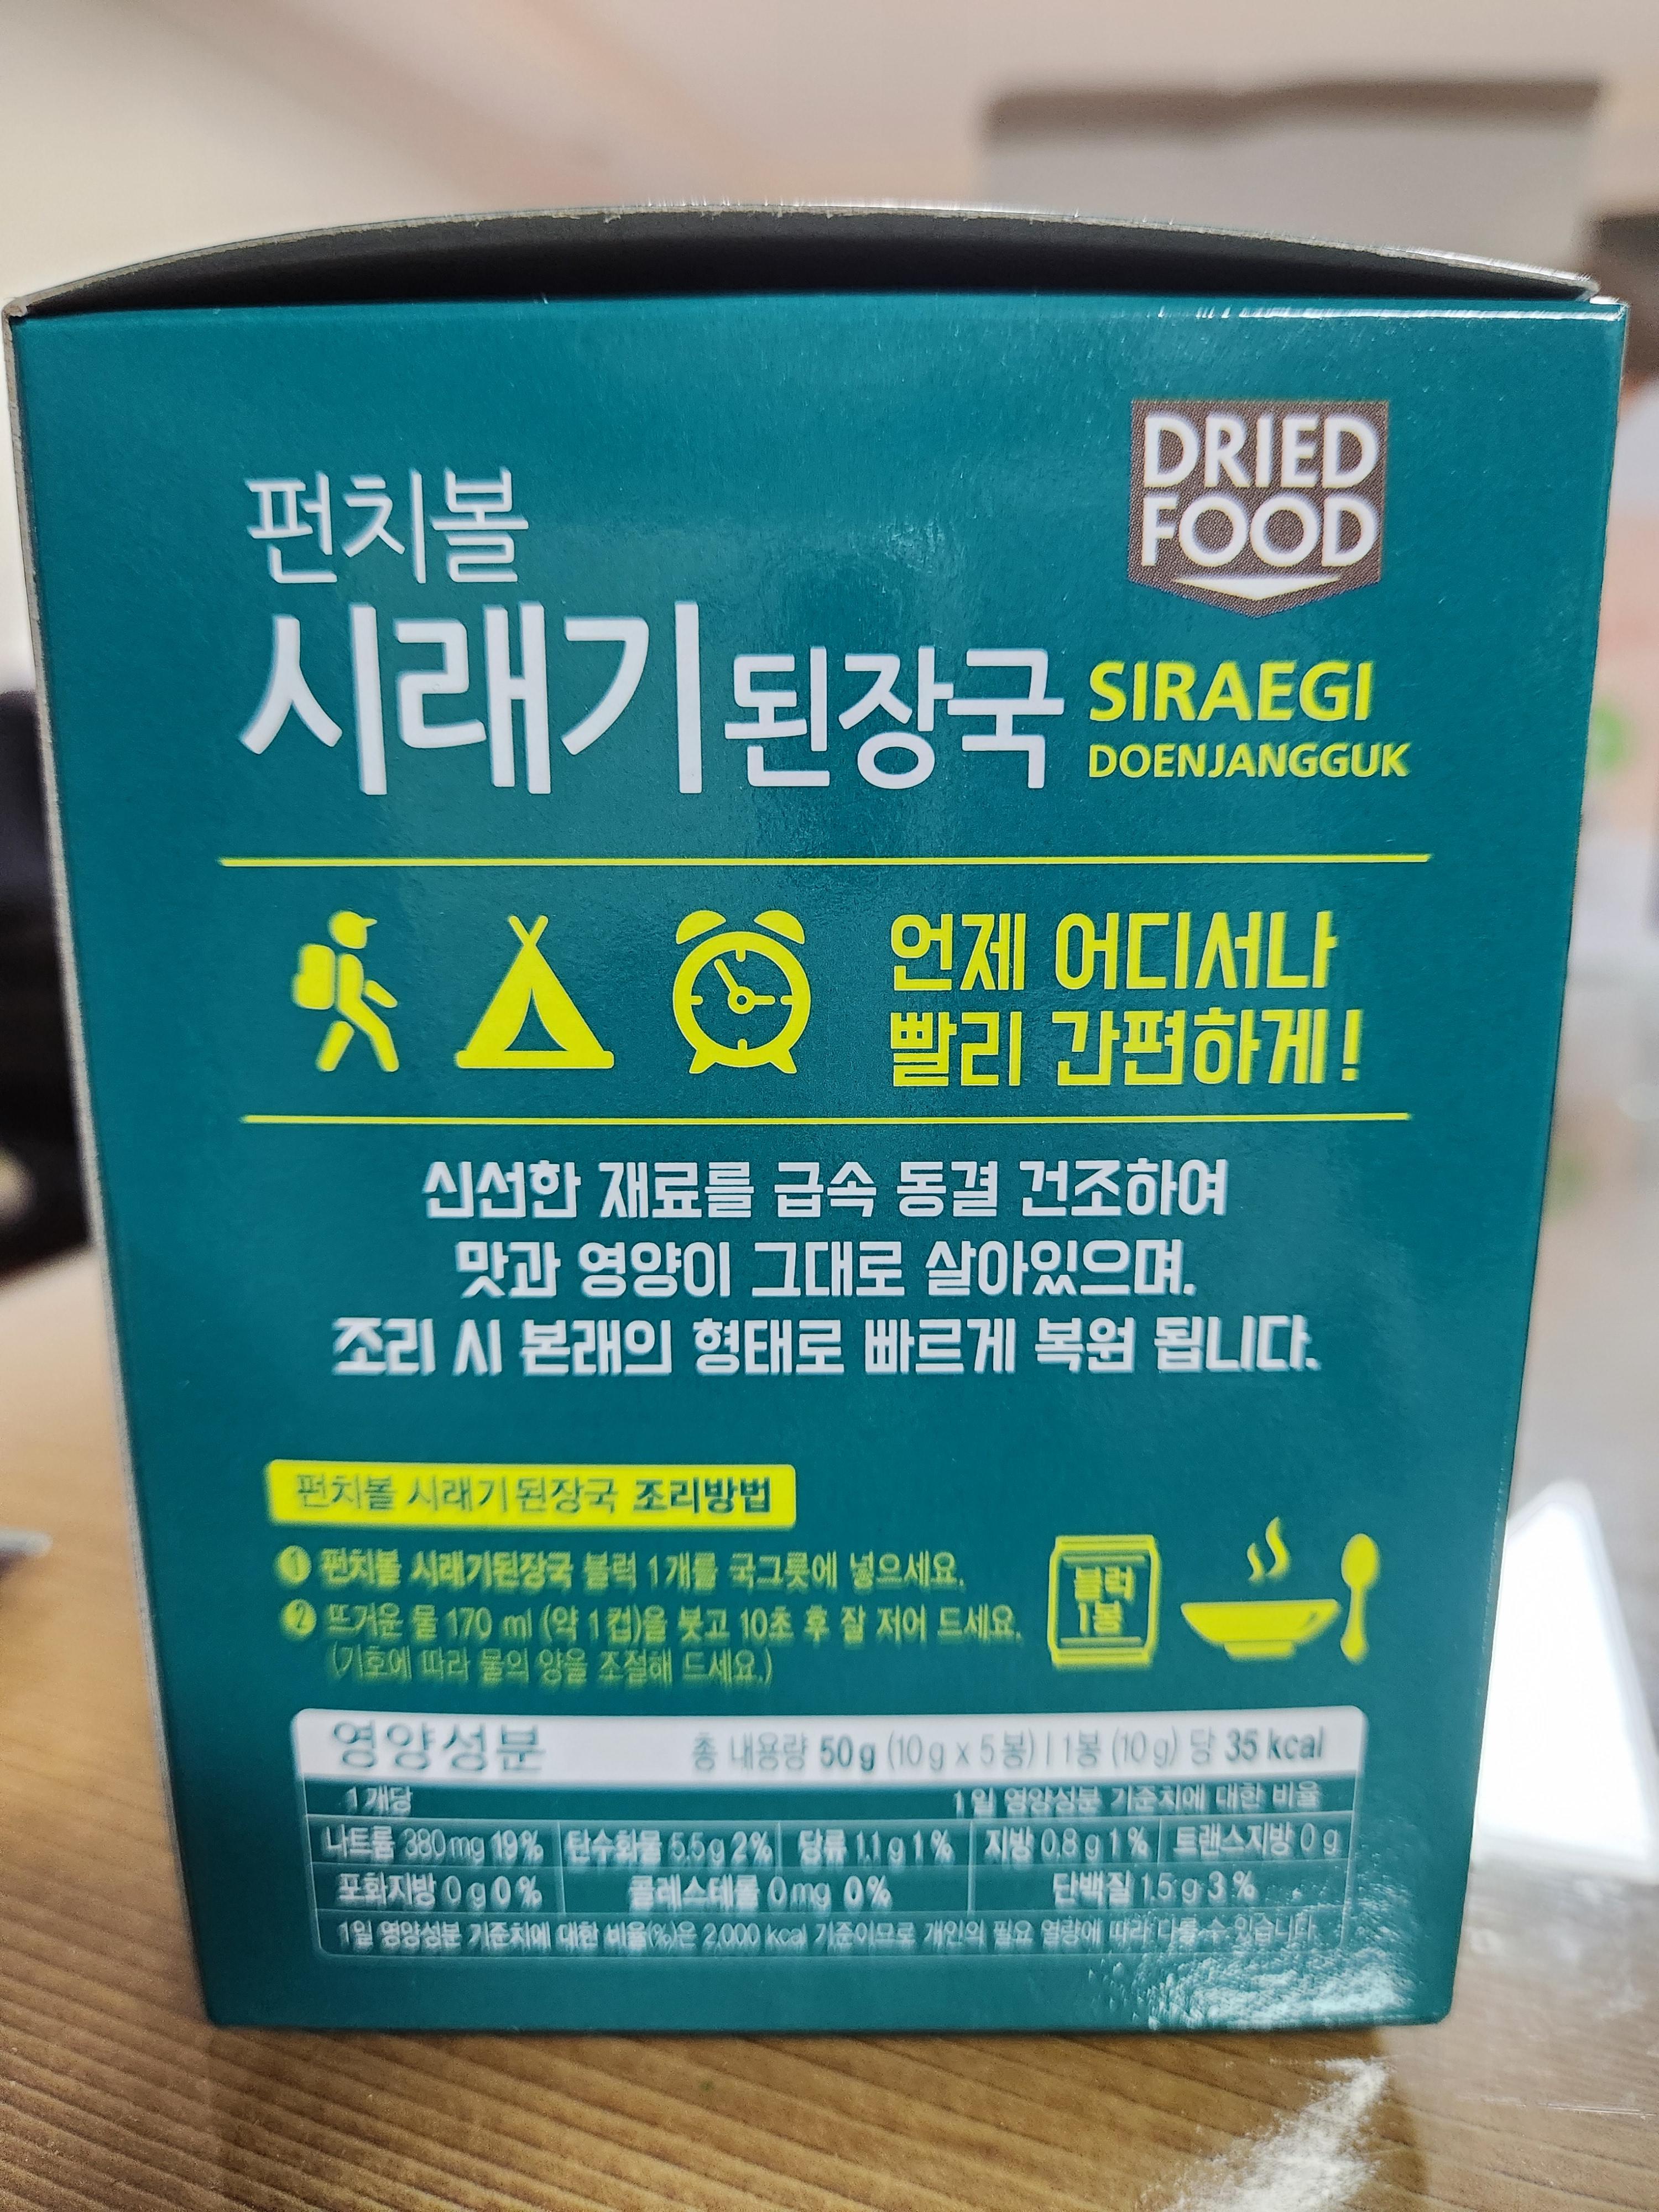 DRIED
FOOD
펀치볼
시래기된장국 SIRAEGI
DOENJANGGUK
언제 어디서나
빨리 간편하게!
신선한 재료를 급속 동결 건조하여
맛과 영양이 그대로 살아있으며,
조리 시 본래의 형태로 빠르게 복원 됩니다.
펀치볼 시래기된장국 조리방법
1 펀치볼 시래기된장국 블럭 1개를 국그릇에 넣으세요.
2 뜨거운 물 170 ml (약 1컵)을 붓고 10초 후 잘 저어 드세요.
(기호에 따라 물의 양을 조절해 드세요.)
블럭
1봉
영양성분 총 내용량 50g (10g x 5봉) | 1봉 (10g) 당 35 kcal
1개당 1일 영양성분 기준치에 대한 비율
나트륨 380mg 19% 탄수화물 5.5g 2% 당류 1.1g 1% 지방 0.8g 1% 트랜스지방 0g
포화지방 0g 0% 콜레스테롤 0mg 0% 단백질 1.5g 3%
1일 영양성분 기준치에 대한 비율(%)은 2,000 kcal 기준이므로 개인의 필요 열량에 따라 다를 수 있습니다.